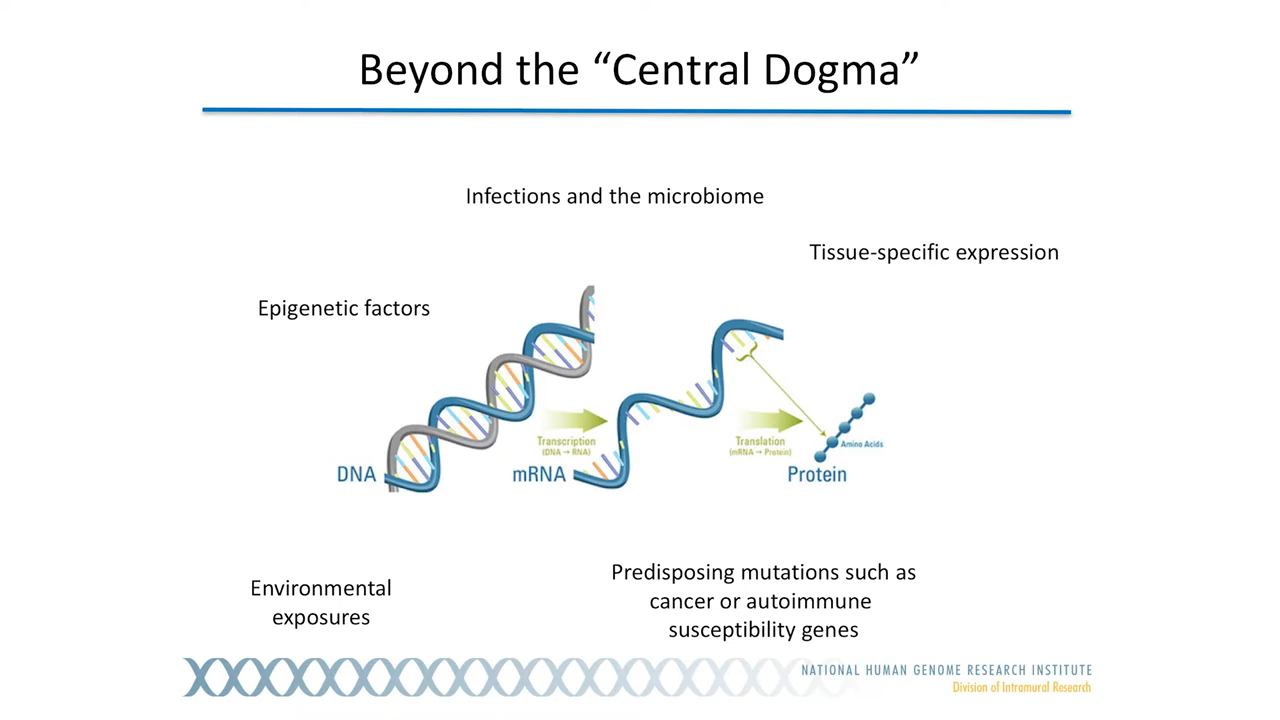 Beyond the “Central Dogma”
Infections and the microbiome
Tissue-specific expression
Epigenetic factors
Transcription
(DNA → RNA)
Translation
(mRNA → Protein)
Amino Acids
DNA
mRNA
Protein
Environmental
exposures
Predisposing mutations such as
cancer or autoimmune
susceptibility genes
NATIONAL HUMAN GENOME RESEARCH INSTITUTE
Division of Intramural Research